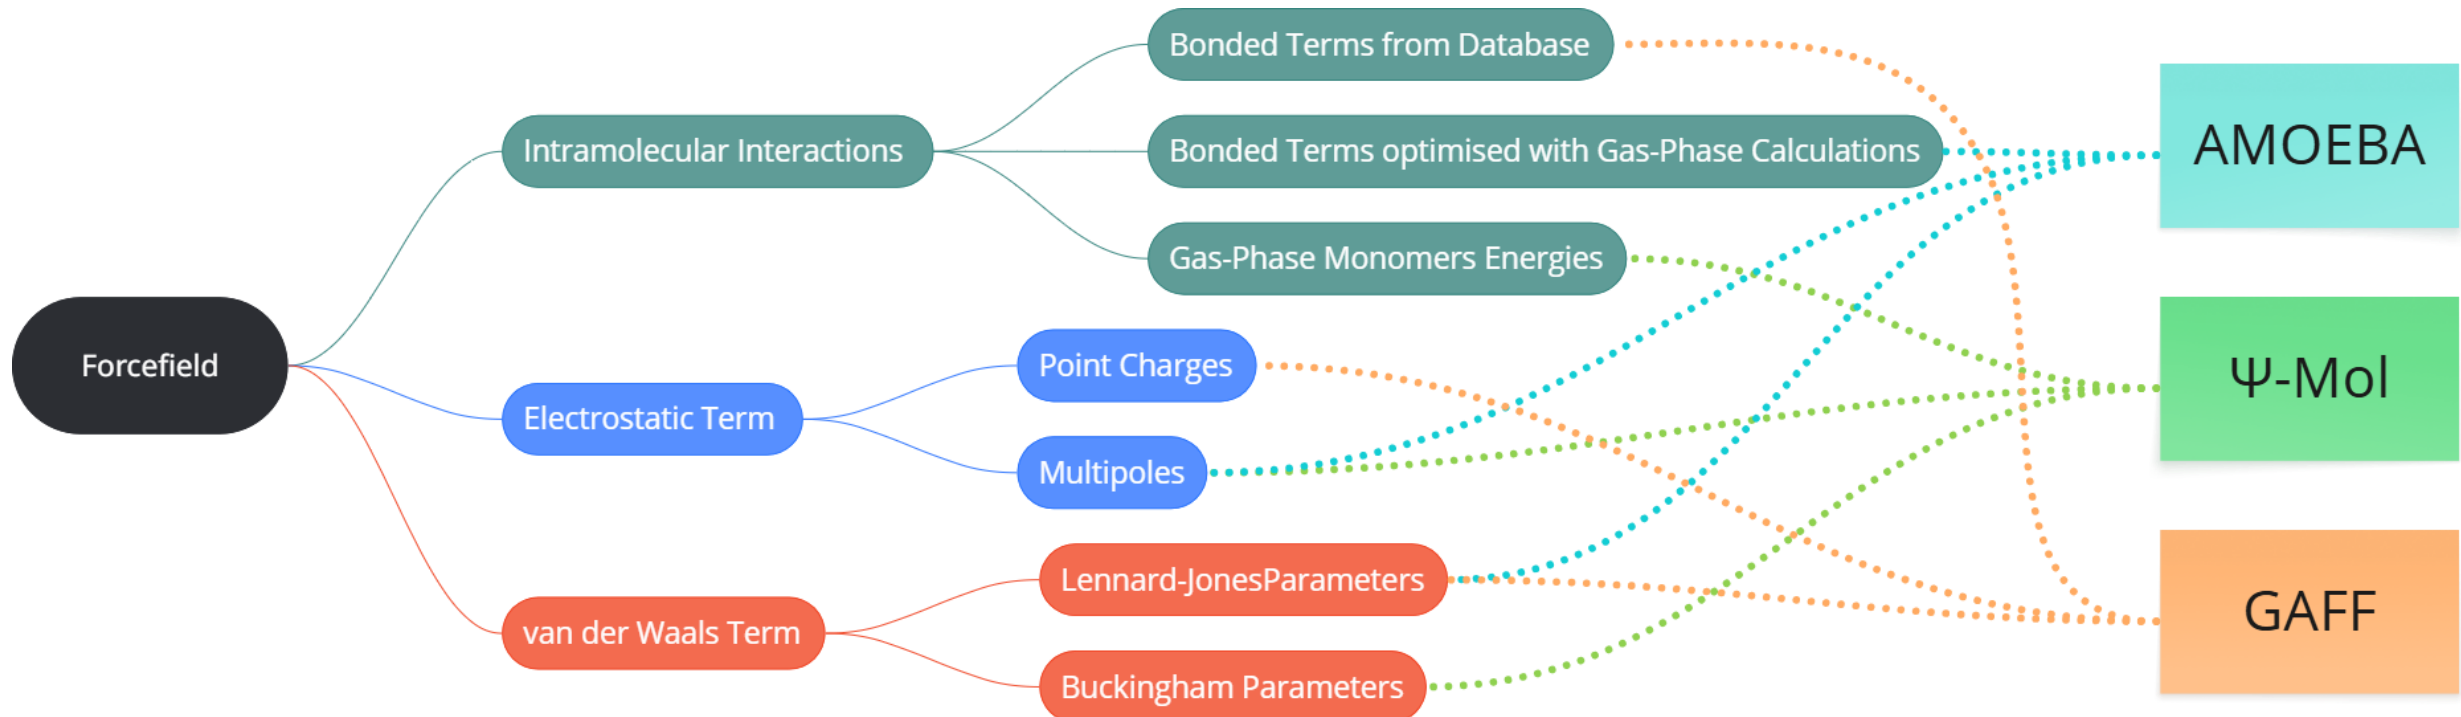 Forcefield
Intramolecular Interactions
Bonded Terms from Database
Bonded Terms optimised with Gas-Phase Calculations
Gas-Phase Monomers Energies
Electrostatic Term
Point Charges
Multipoles
van der Waals Term
Lennard-JonesParameters
Buckingham Parameters
AMOEBA
Ψ-Mol
GAFF